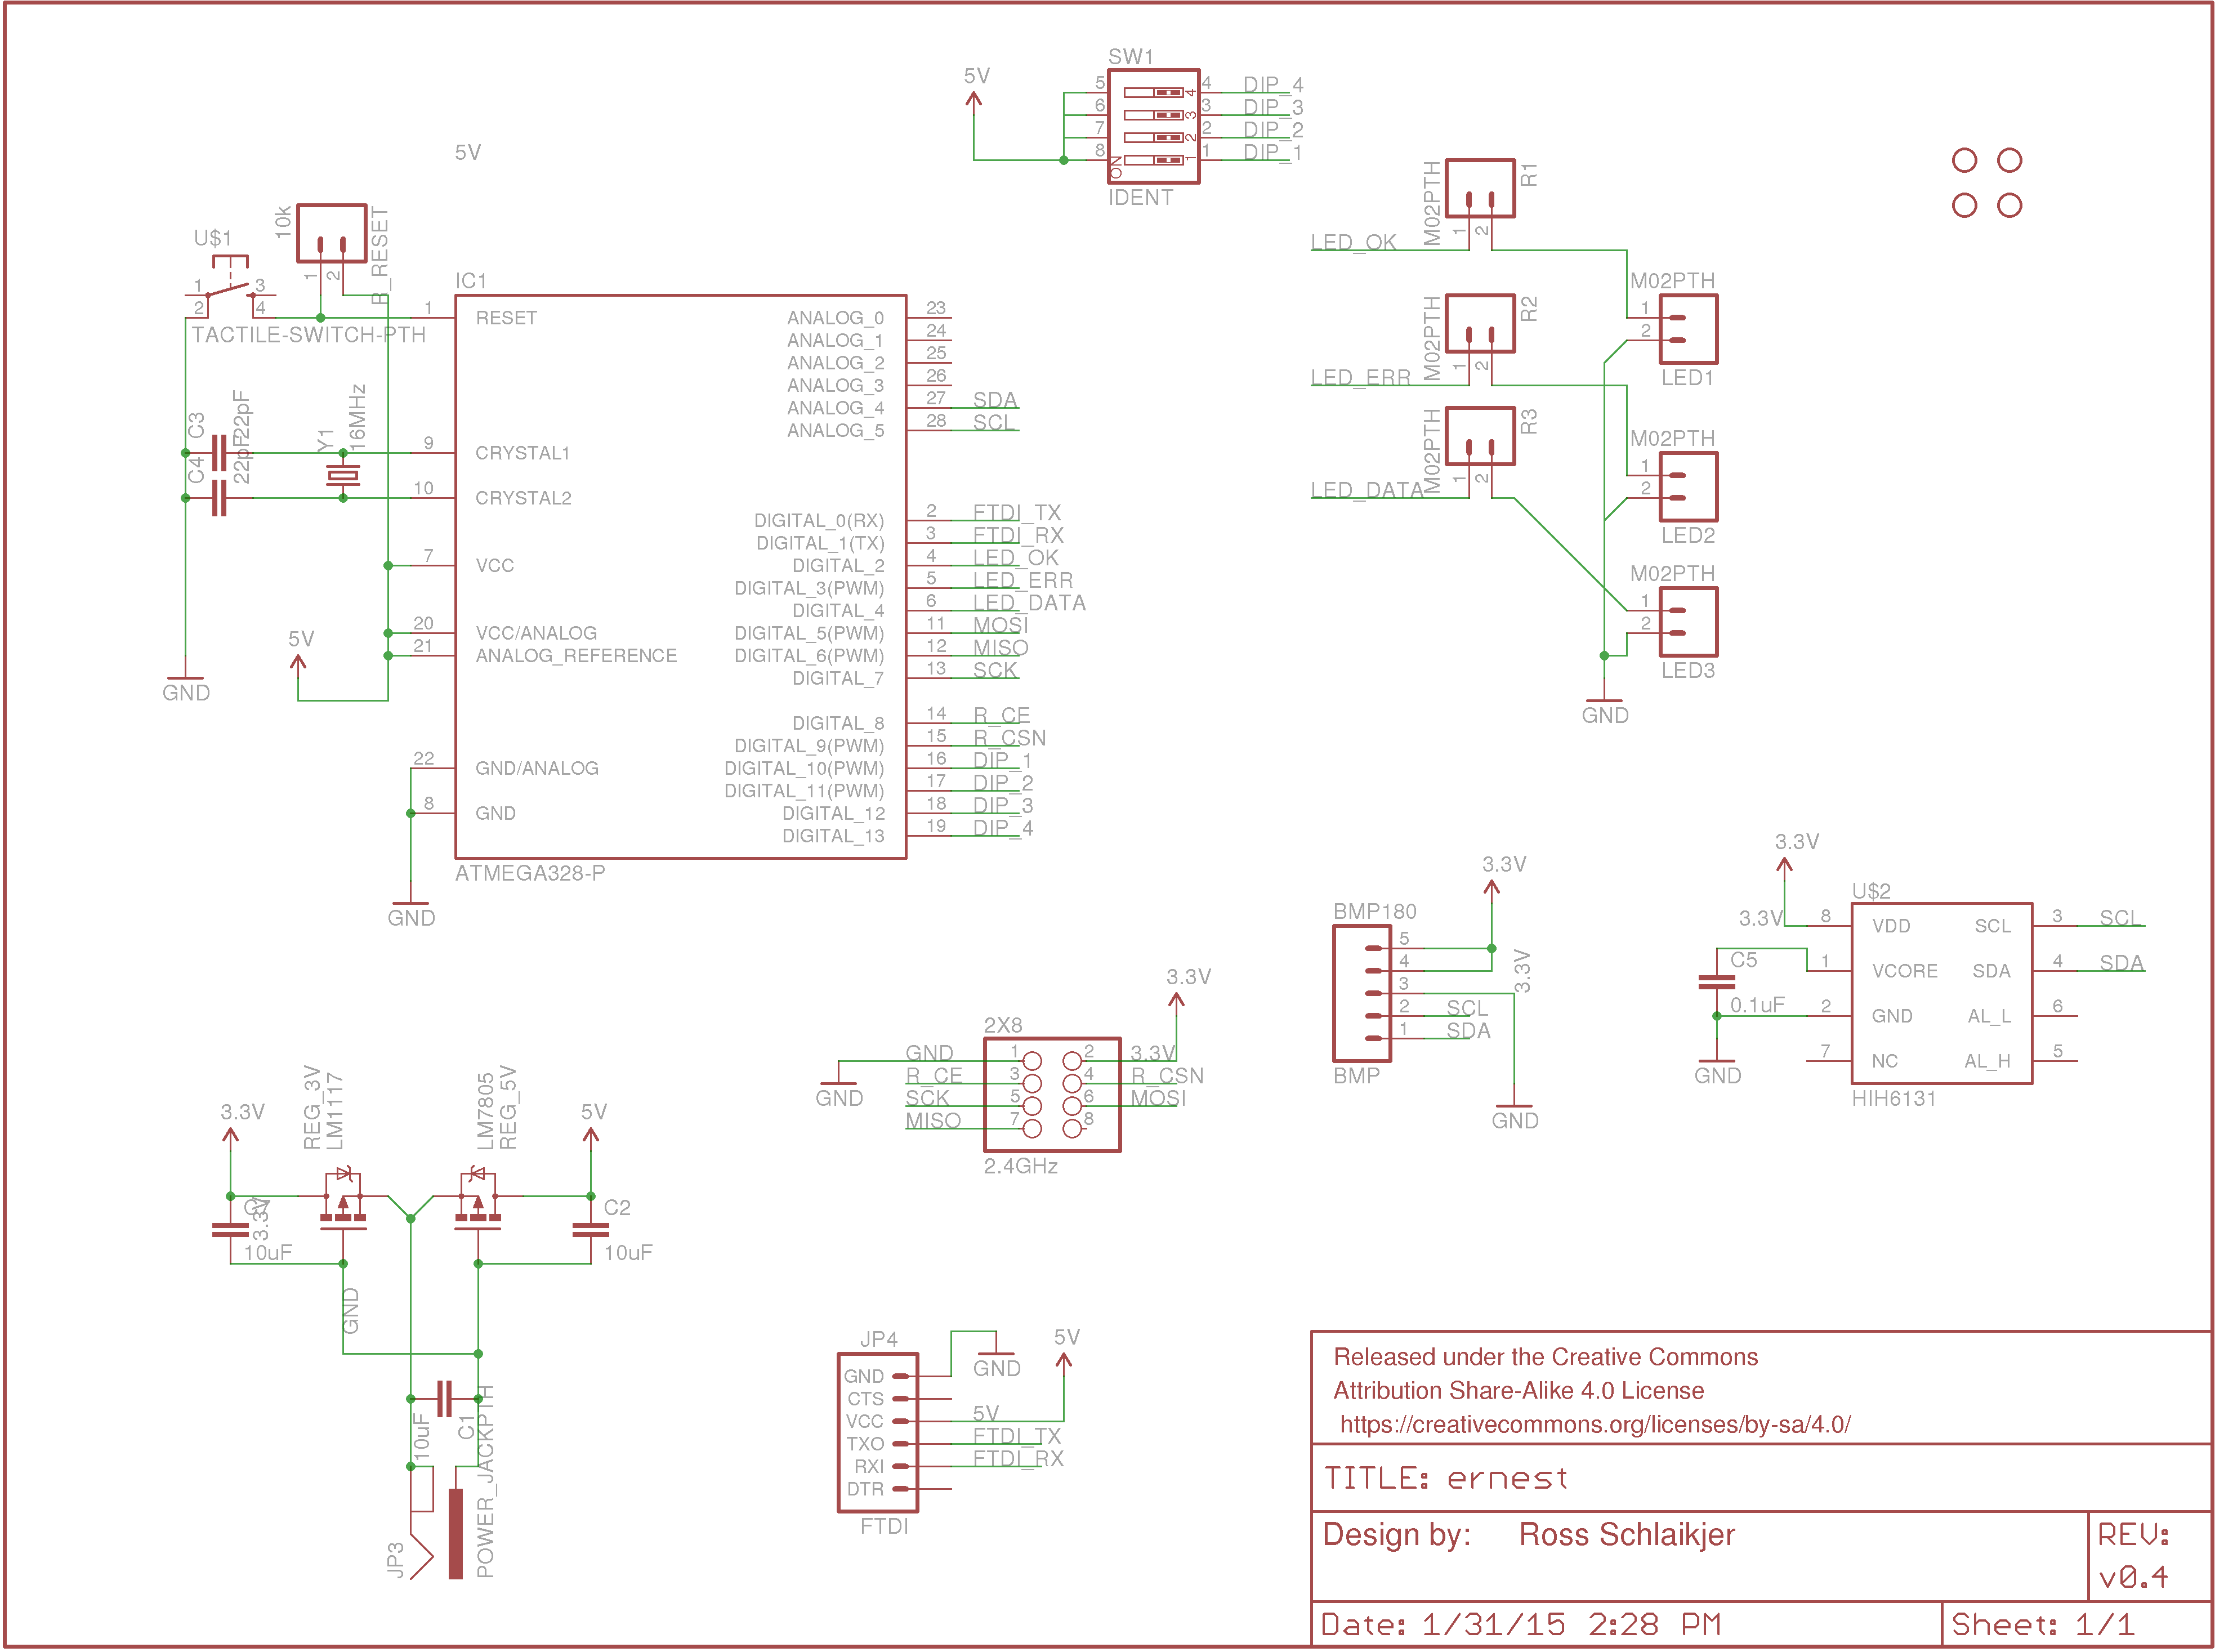 SW1
5V
5 4 DIP_4
6 3 DIP_3
7 2 DIP_2
8 1 DIP_1
4
3
2
1
ON
IDENT
5V
10k
1
2
R_RESET
U$1
1 3
2 4
TACTILE-SWITCH-PTH
C3
22pF
C4
22pF
Y1
16MHz
5V
GND
IC1
1 RESET
9 CRYSTAL1
10 CRYSTAL2
7 VCC
20 VCC/ANALOG
21 ANALOG_REFERENCE
22 GND/ANALOG
8 GND
ANALOG_0 23
ANALOG_1 24
ANALOG_2 25
ANALOG_3 26
ANALOG_4 27 SDA
ANALOG_5 28 SCL
DIGITAL_0(RX) 2 FTDI_TX
DIGITAL_1(TX) 3 FTDI_RX
DIGITAL_2 4 LED_OK
DIGITAL_3(PWM) 5 LED_ERR
DIGITAL_4 6 LED_DATA
DIGITAL_5(PWM) 11 MOSI
DIGITAL_6(PWM) 12 MISO
DIGITAL_7 13 SCK
DIGITAL_8 14 R_CE
DIGITAL_9(PWM) 15 R_CSN
DIGITAL_10(PWM) 16 DIP_1
DIGITAL_11(PWM) 17 DIP_2
DIGITAL_12 18 DIP_3
DIGITAL_13 19 DIP_4
ATMEGA328-P
GND
M02PTH
R1
1
2
LED_OK
M02PTH
R2
1
2
LED_ERR
M02PTH
R3
1
2
LED_DATA
M02PTH
1
2
LED1
M02PTH
1
2
LED2
M02PTH
1
2
LED3
GND
3.3V
BMP180
5
4
3
2 SCL
1 SDA
3.3V
BMP
GND
3.3V
U$2
3.3V 8 VDD SCL 3 SCL
1 VCORE SDA 4 SDA
2 GND AL_L 6
7 NC AL_H 5
C5
0.1uF
GND
HIH6131
3.3V
2X8
GND 1 2 3.3V
R_CE 3 4 R_CSN
SCK 5 6 MOSI
MISO 7 8
GND
2.4GHz
3.3V
REG_3V
LM1117
LM7805
REG_5V
5V
C7
3.3V
10uF
C2
10uF
GND
10uF
C1
POWER_JACKPTH
JP3
JP4
GND
CTS
VCC
TXO
RXI
DTR
GND
5V
5V
FTDI_TX
FTDI_RX
FTDI
Released under the Creative Commons
Attribution Share-Alike 4.0 License
https://creativecommons.org/licenses/by-sa/4.0/
TITLE: ernest
Design by: Ross Schlaikjer
REV:
v0.4
Date: 1/31/15 2:28 PM
Sheet: 1/1